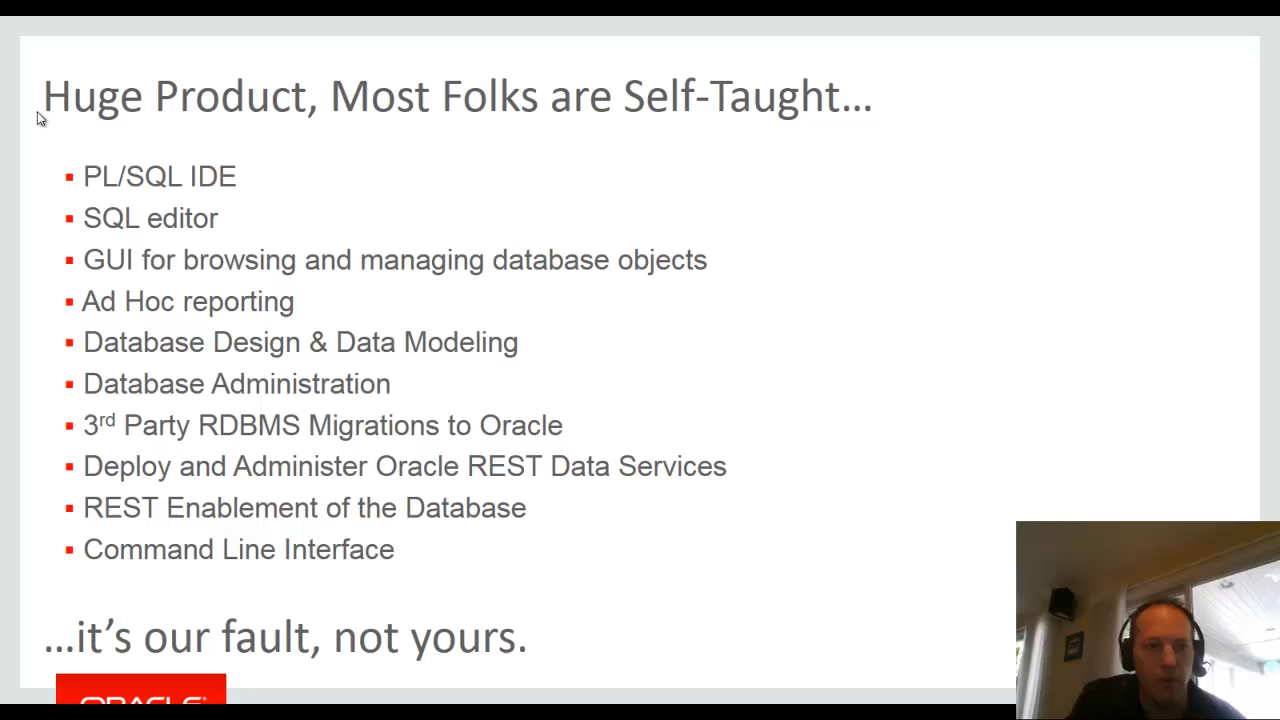 Huge Product, Most Folks are Self-Taught...
PL/SQL IDE
SQL editor
GUI for browsing and managing database objects
Ad Hoc reporting
Database Design & Data Modeling
Database Administration
3rd Party RDBMS Migrations to Oracle
Deploy and Administer Oracle REST Data Services
REST Enablement of the Database
Command Line Interface
...it's our fault, not yours.
ORACLE®